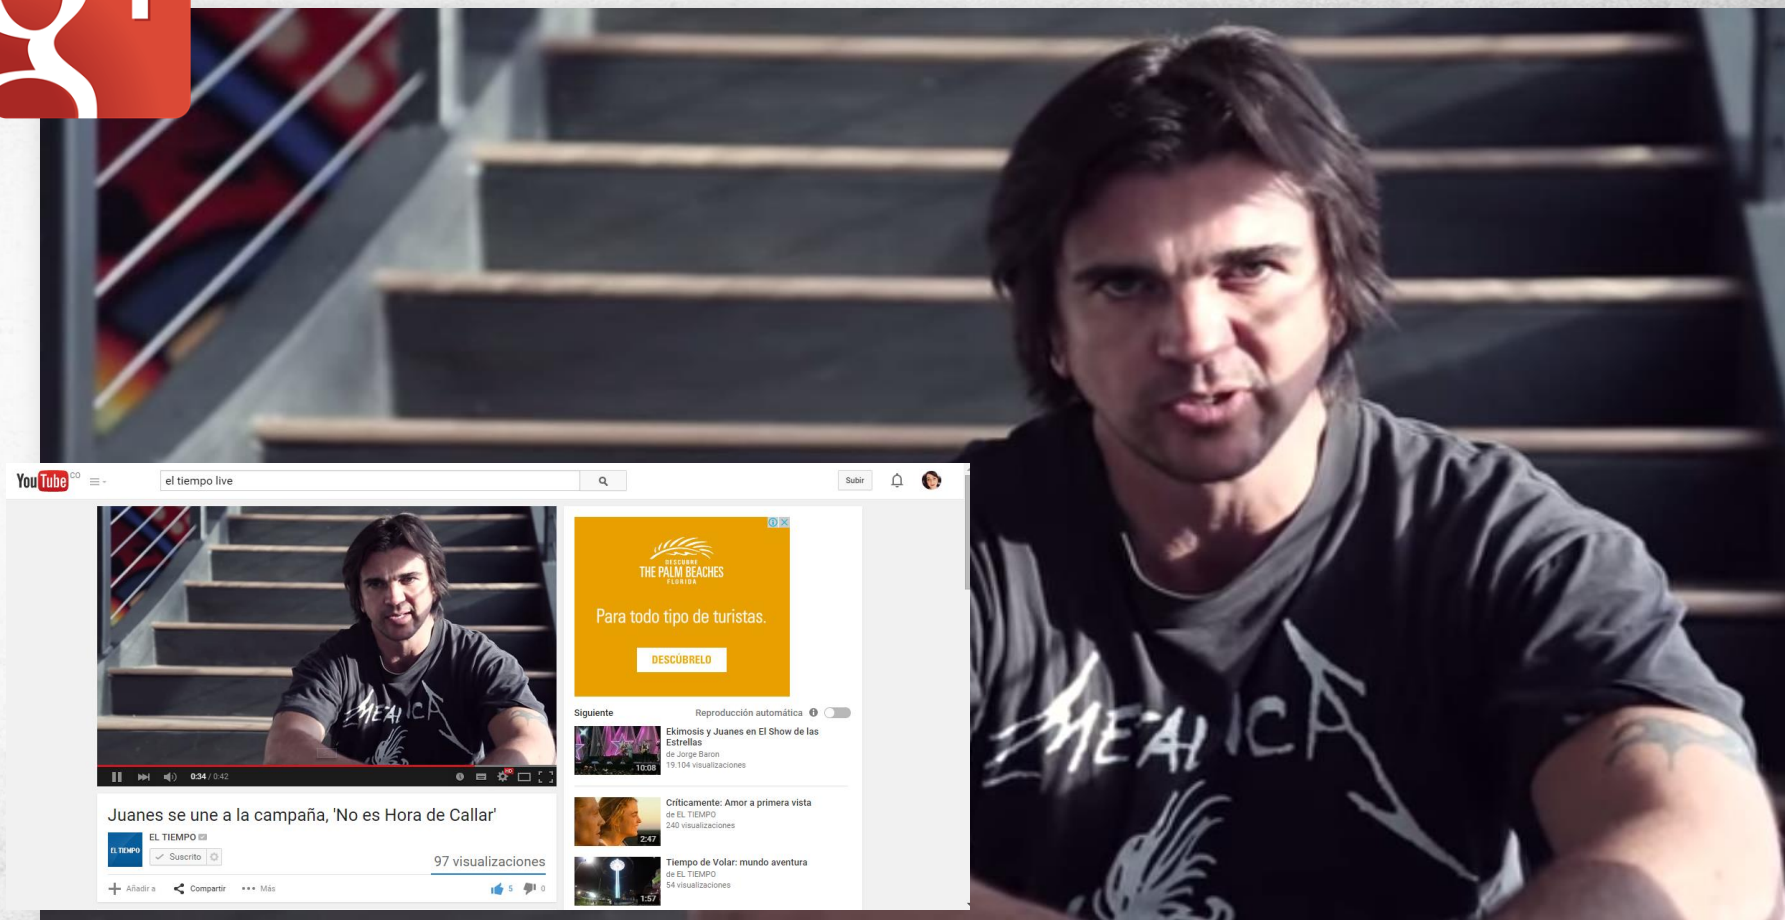 g+
YouTube CO
el tiempo live
Subir
DESCUBRE
THE PALM BEACHES
FLORIDA
Para todo tipo de turistas.
DESCÚBRELO
METALLICA
0:34 / 0:42
HD
Siguiente
Reproducción automática
10:08
Ekimosis y Juanes en El Show de las
Estrellas
de Jorge Baron
19.104 visualizaciones
Juanes se une a la campaña, 'No es Hora de Callar'
EL TIEMPO
EL TIEMPO
Suscrito
97 visualizaciones
Añadir a
Compartir
Más
5
0
2:47
Críticamente: Amor a primera vista
de EL TIEMPO
240 visualizaciones
1:57
Tiempo de Volar: mundo aventura
de EL TIEMPO
54 visualizaciones